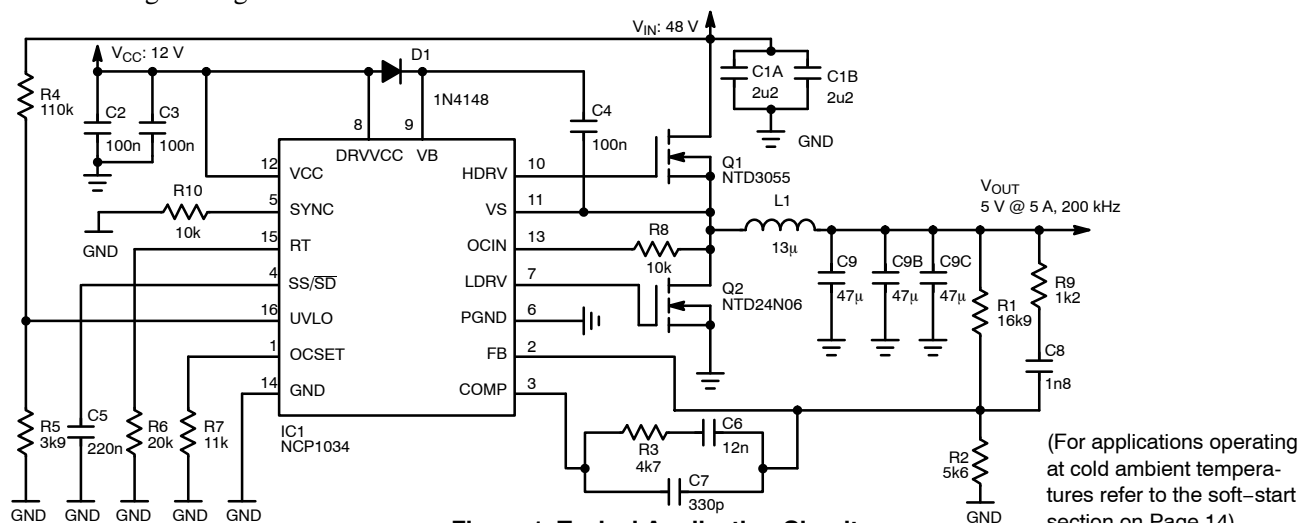 V_IN: 48 V
V_CC: 12 V
D1
1N4148
C1A
2u2
C1B
2u2
GND
R4
110k
C2
100n
C3
100n
C4
100n
8
9
DRVVCC
VB
12
VCC
HDRV
10
Q1
NTD3055
R10
10k
GND
5
SYNC
VS
11
V_OUT
5 V @ 5 A, 200 kHz
L1
13μ
15
RT
OCIN
13
R8
10k
4
SS/SD
LDRV
7
Q2
NTD24N06
C9
47μ
C9B
47μ
C9C
47μ
R9
1k2
R1
16k9
16
UVLO
PGND
6
1
OCSET
FB
2
C8
1n8
14
GND
COMP
3
IC1
NCP1034
R5
3k9
C5
220n
R6
20k
R7
11k
R3
4k7
C6
12n
C7
330p
R2
5k6
GND
GND
GND
GND
GND
GND
(For applications operating
at cold ambient tempera-
tures refer to the soft−start
section on Page 14)